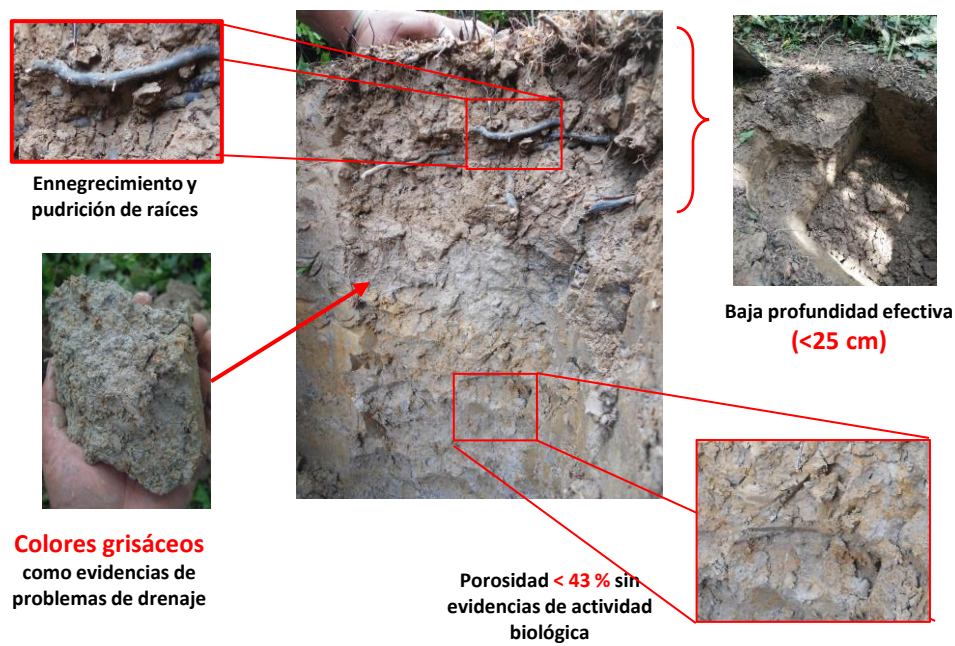 Ennegrecimiento y
pudrición de raíces
Baja profundidad efectiva
(<25 cm)
Colores grisáceos
como evidencias de
problemas de drenaje
Porosidad < 43 % sin
evidencias de actividad
biológica